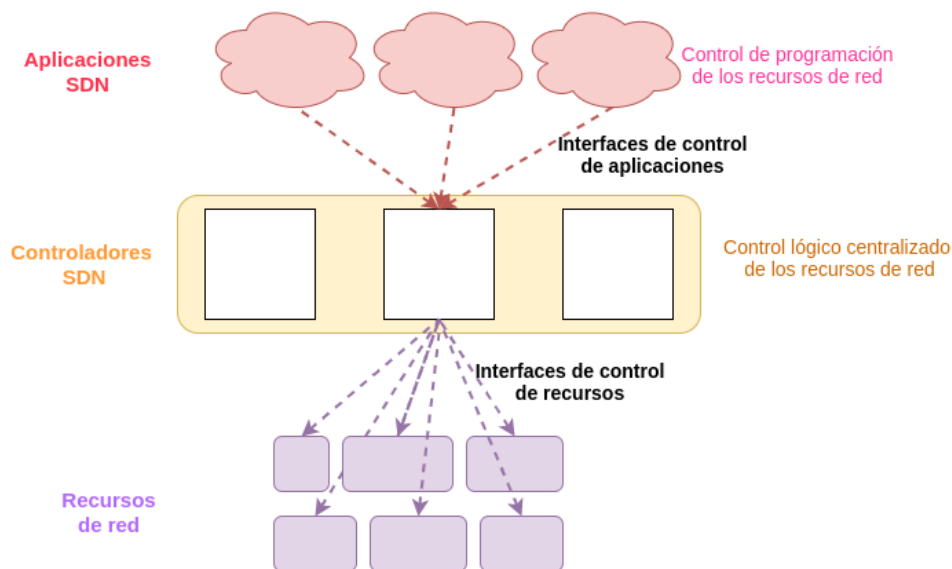 Aplicaciones
SDN
Control de programación
de los recursos de red
Interfaces de control
de aplicaciones
Controladores
SDN
Control lógico centralizado
de los recursos de red
Interfaces de control
de recursos
Recursos
de red